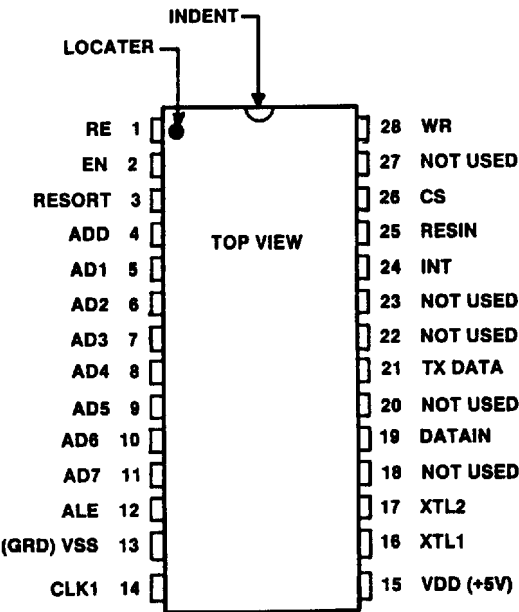 INDENT
LOCATER
RE 1 28 WR
EN 2 27 NOT USED
RESORT 3 26 CS
ADD 4 25 RESIN
TOP VIEW
AD1 5 24 INT
AD2 6 23 NOT USED
AD3 7 22 NOT USED
AD4 8 21 TX DATA
AD5 9 20 NOT USED
AD6 10 19 DATAIN
AD7 11 18 NOT USED
ALE 12 17 XTL2
(GRD) VSS 13 16 XTL1
CLK1 14 15 VDD (+5V)